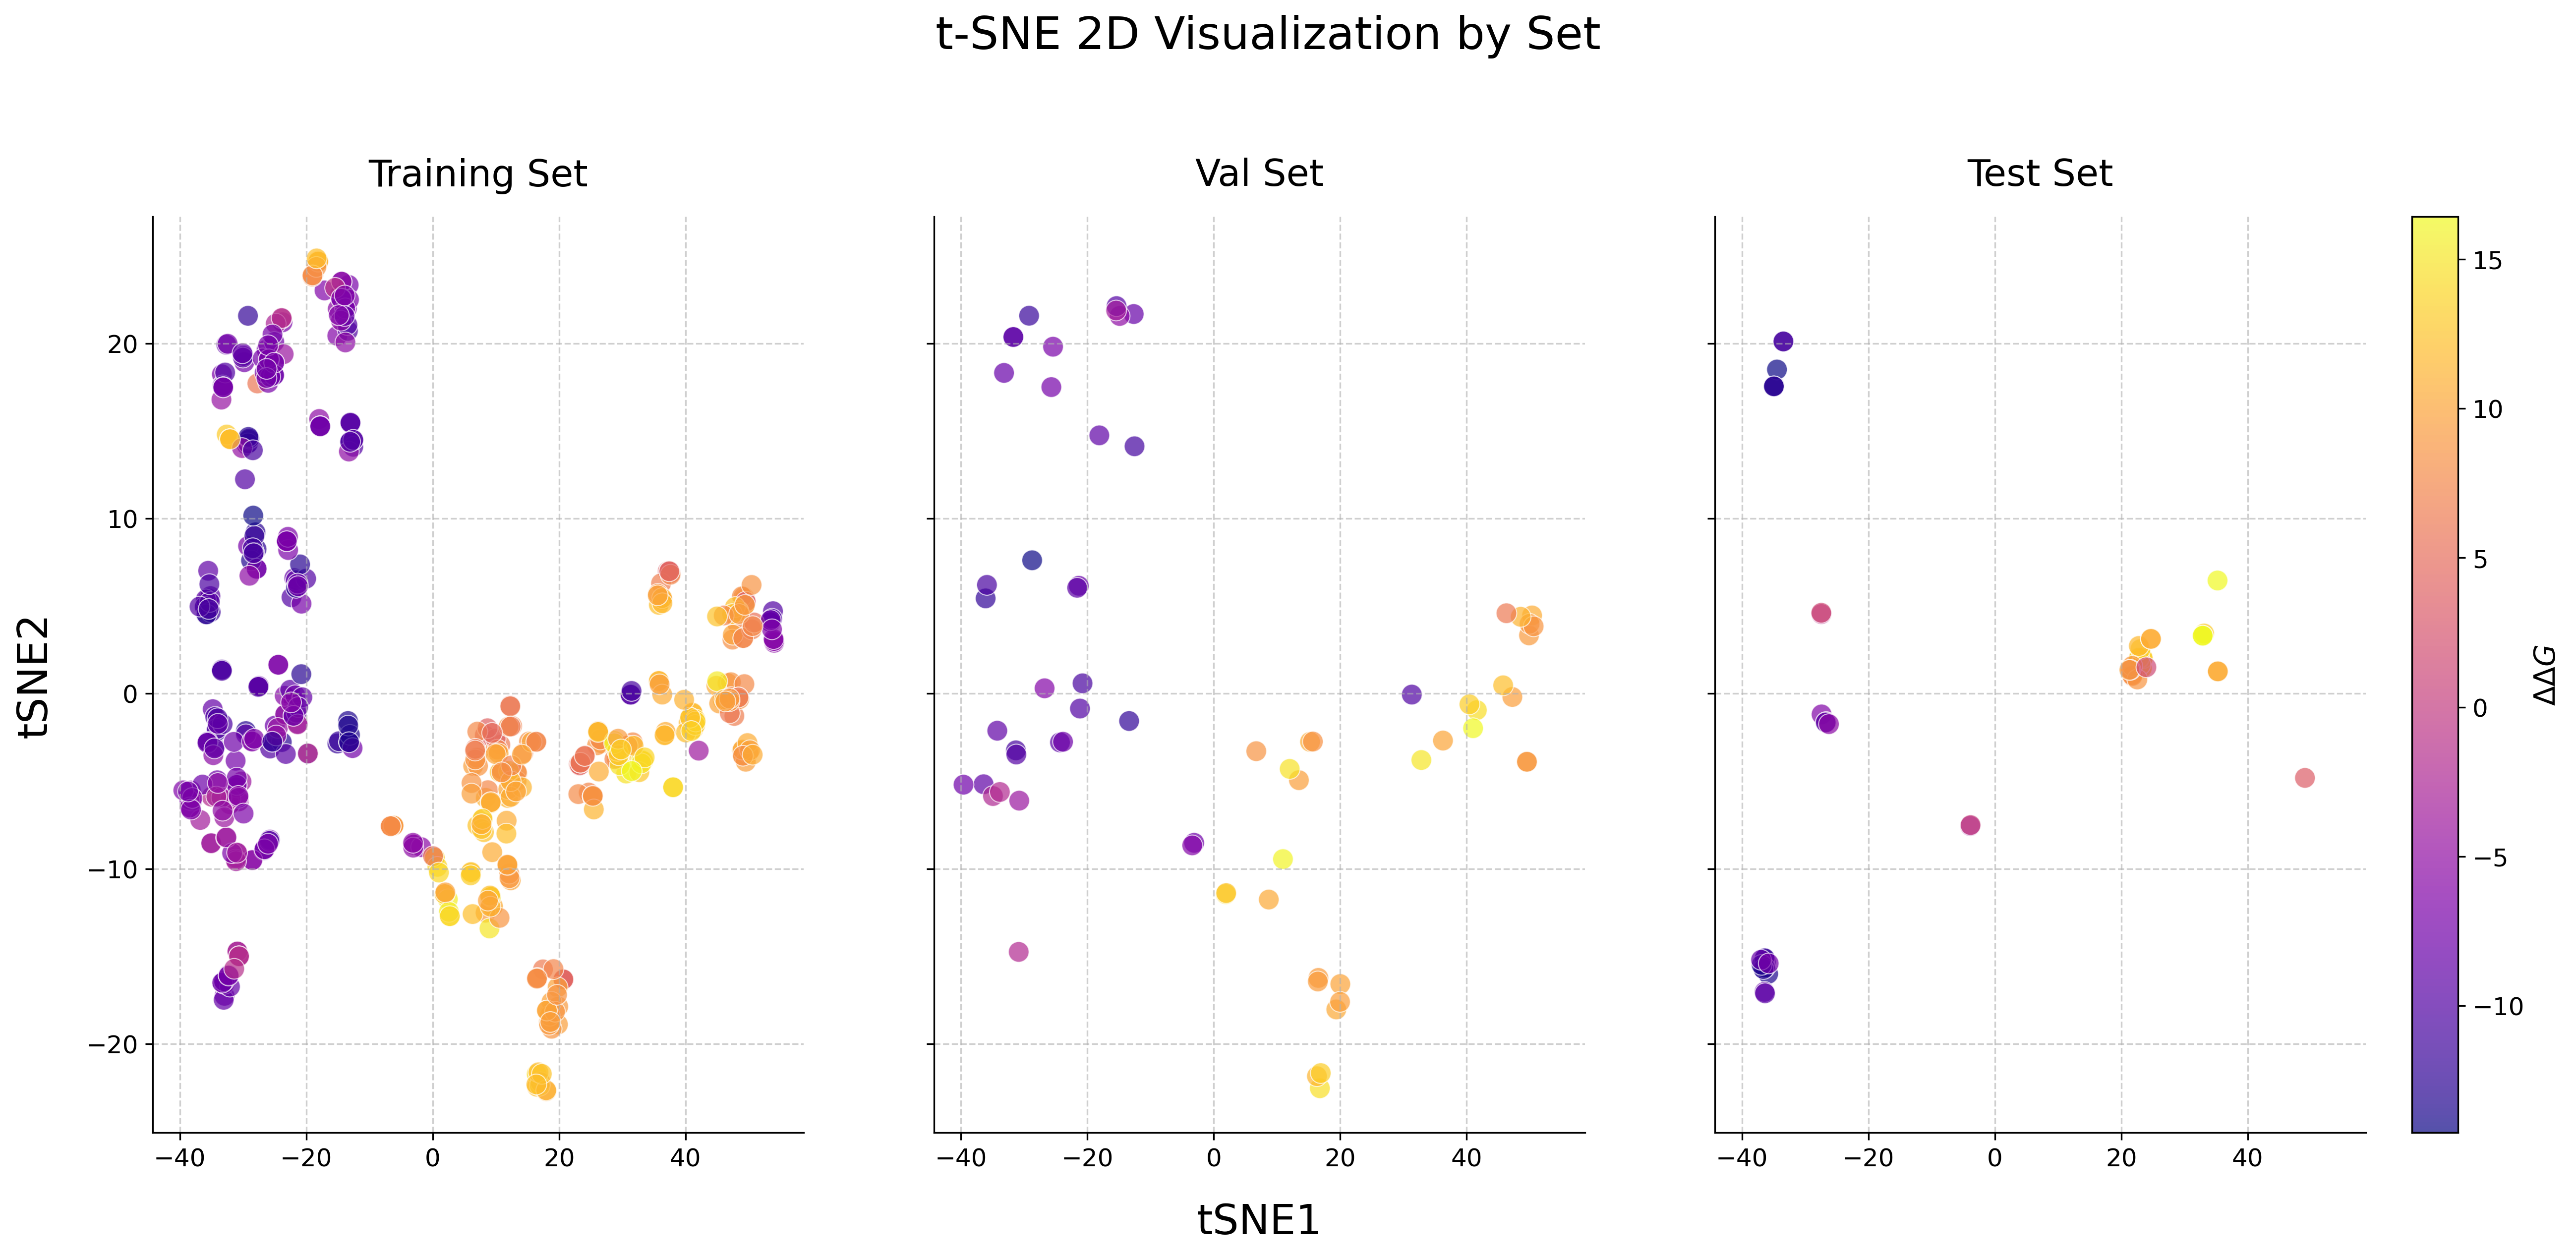 t-SNE 2D Visualization by Set
Training Set
Val Set
Test Set
tSNE2
20
10
0
−10
−20
−40 −20 0 20 40
−40 −20 0 20 40
−40 −20 0 20 40
tSNE1
15
10
5
0
−5
−10
ΔΔG